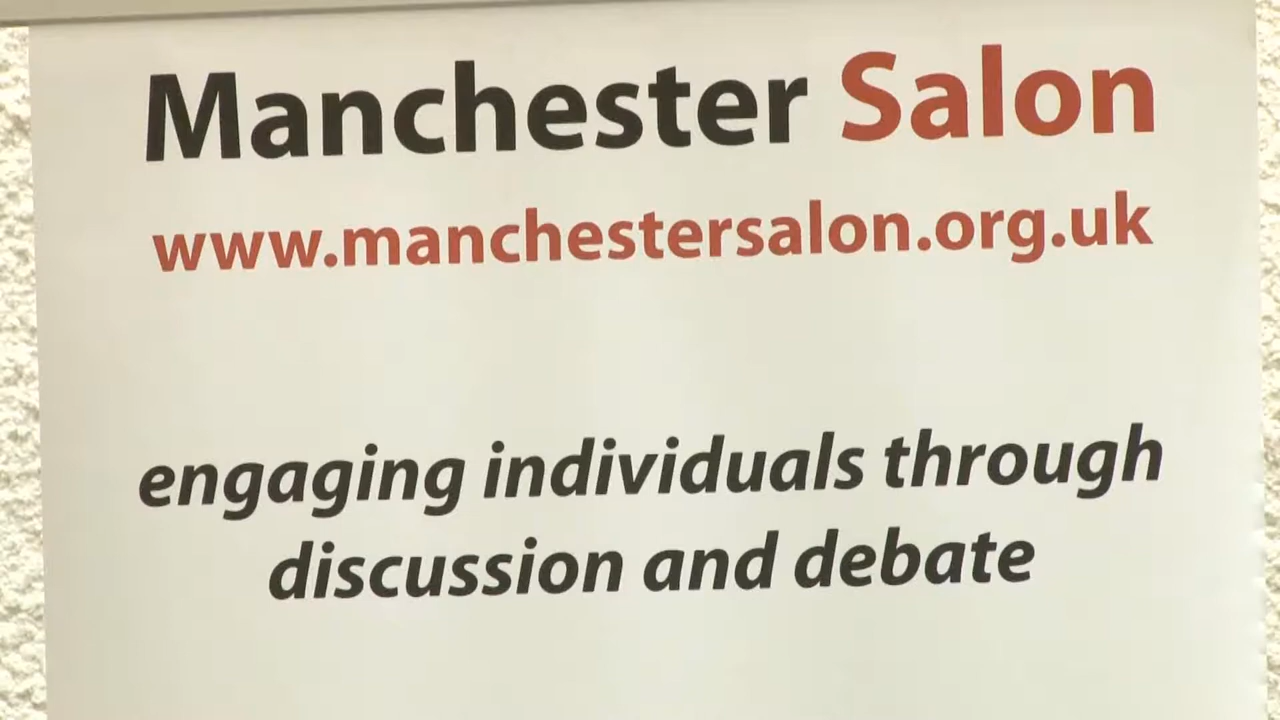 Manchester Salon
www.manchestersalon.org.uk
engaging individuals through
discussion and debate